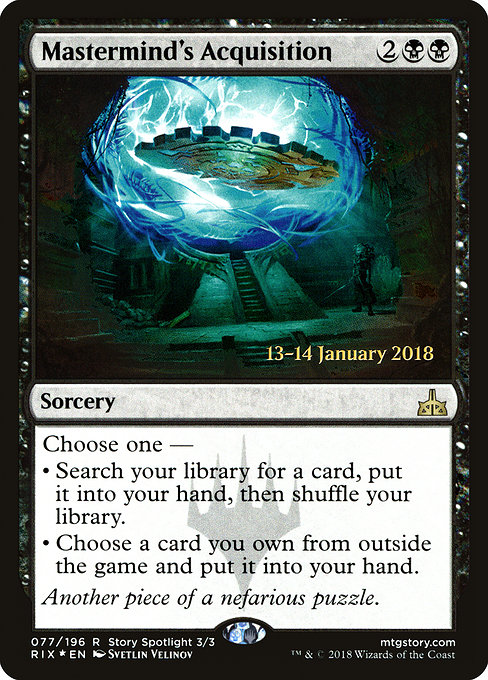 Mastermind's Acquisition 2
13–14 January 2018
Sorcery
Choose one —
• Search your library for a card, put
it into your hand, then shuffle your
library.
• Choose a card you own from outside
the game and put it into your hand.
Another piece of a nefarious puzzle.
077/196 R Story Spotlight 3/3
mtgstory.com
RIX★EN Svetlin Velinov
™ & © 2018 Wizards of the Coast